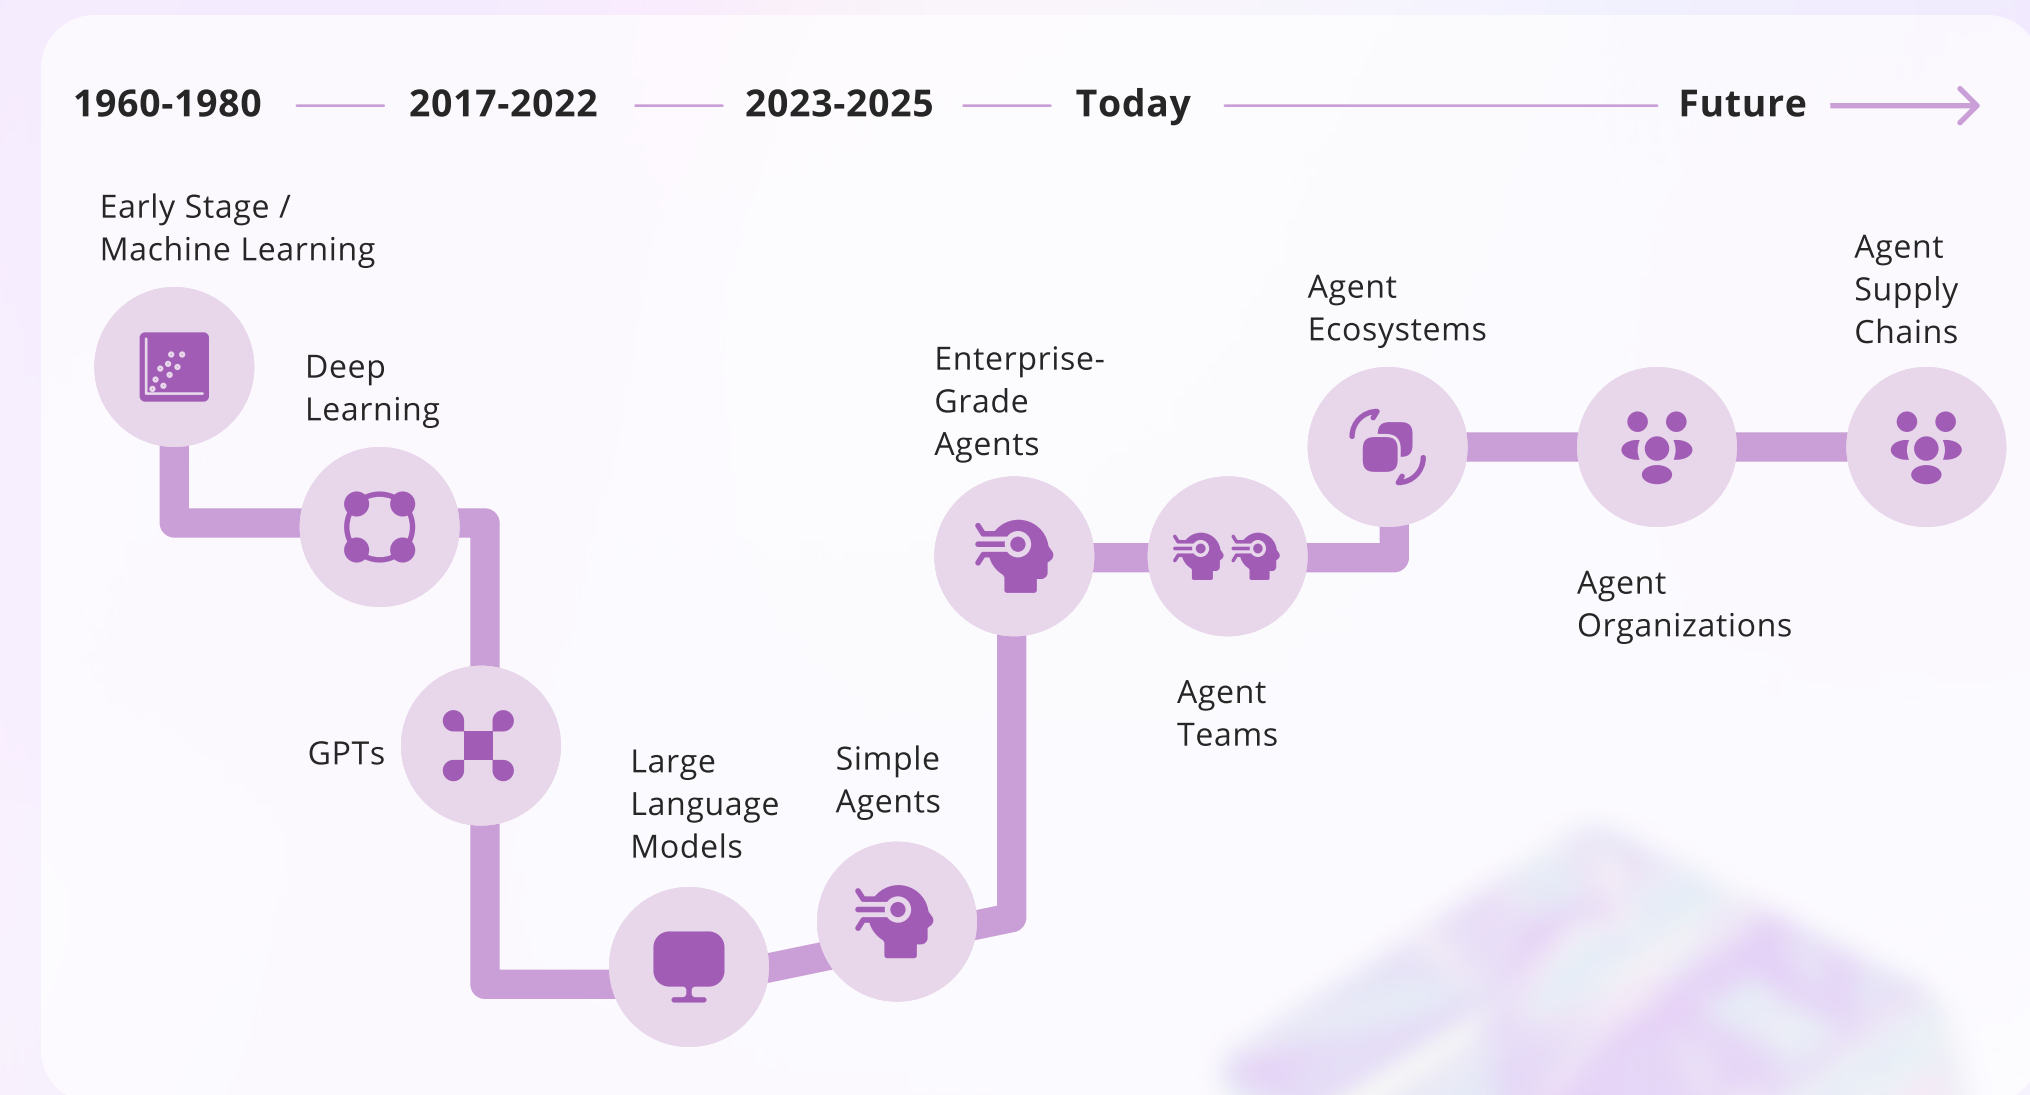 1960-1980
2017-2022
2023-2025
Today
Future
Early Stage /
Machine Learning
Deep
Learning
GPTs
Large
Language
Models
Simple
Agents
Enterprise-
Grade
Agents
Agent
Teams
Agent
Ecosystems
Agent
Organizations
Agent
Supply
Chains